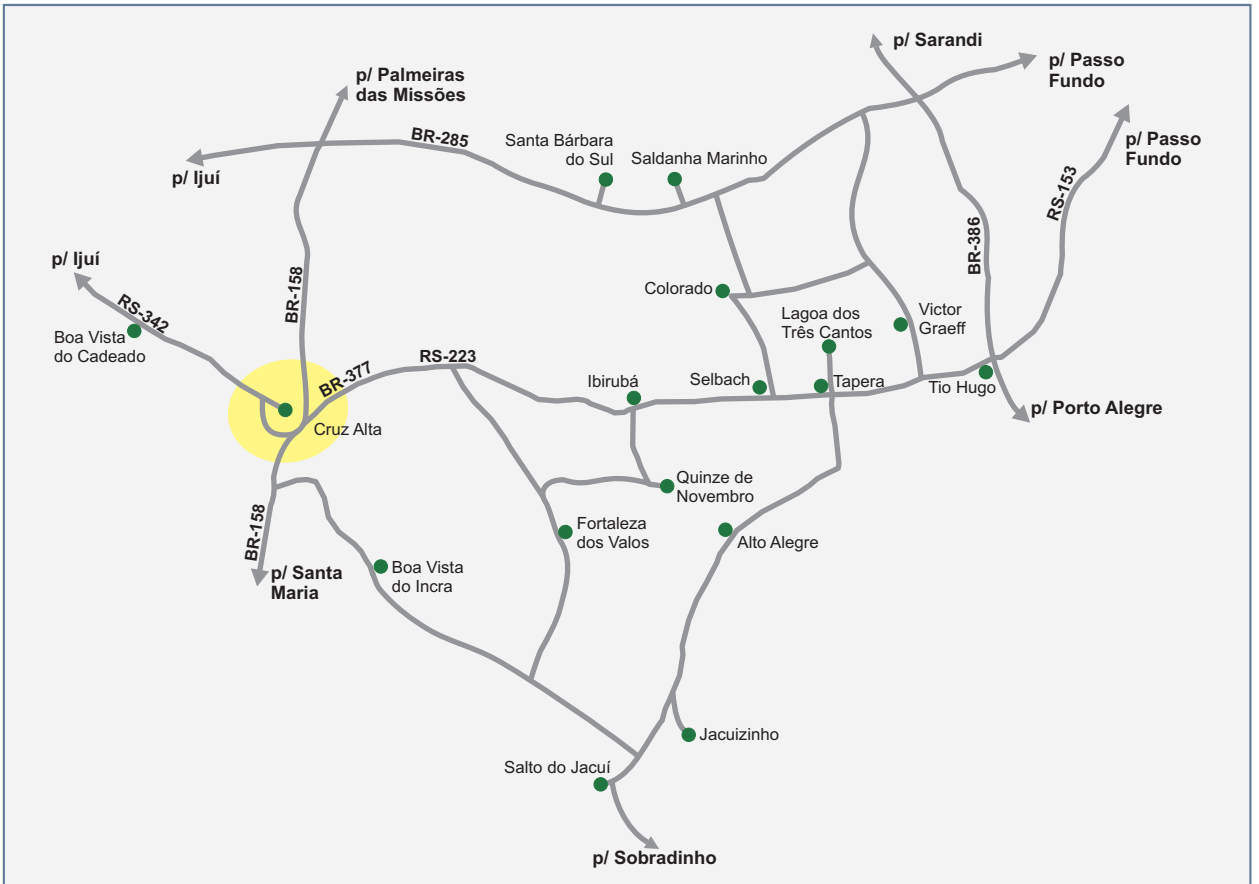 p/ Sarandi
p/ Passo
Fundo
p/ Palmeiras
das Missões
BR-285
Santa Bárbara
do Sul
Saldanha Marinho
p/ Passo
Fundo
p/ Ijuí
RS-153
BR-386
p/ Ijuí
BR-158
RS-342
Colorado
Lagoa dos
Três Cantos
Victor
Graeff
Boa Vista
do Cadeado
BR-377
RS-223
Ibirubá
Selbach
Tapera
Tio Hugo
p/ Porto Alegre
Cruz Alta
Quinze de
Novembro
BR-158
Fortaleza
dos Valos
Alto Alegre
p/ Santa
Maria
Boa Vista
do Incra
Jacuizinho
Salto do Jacuí
p/ Sobradinho